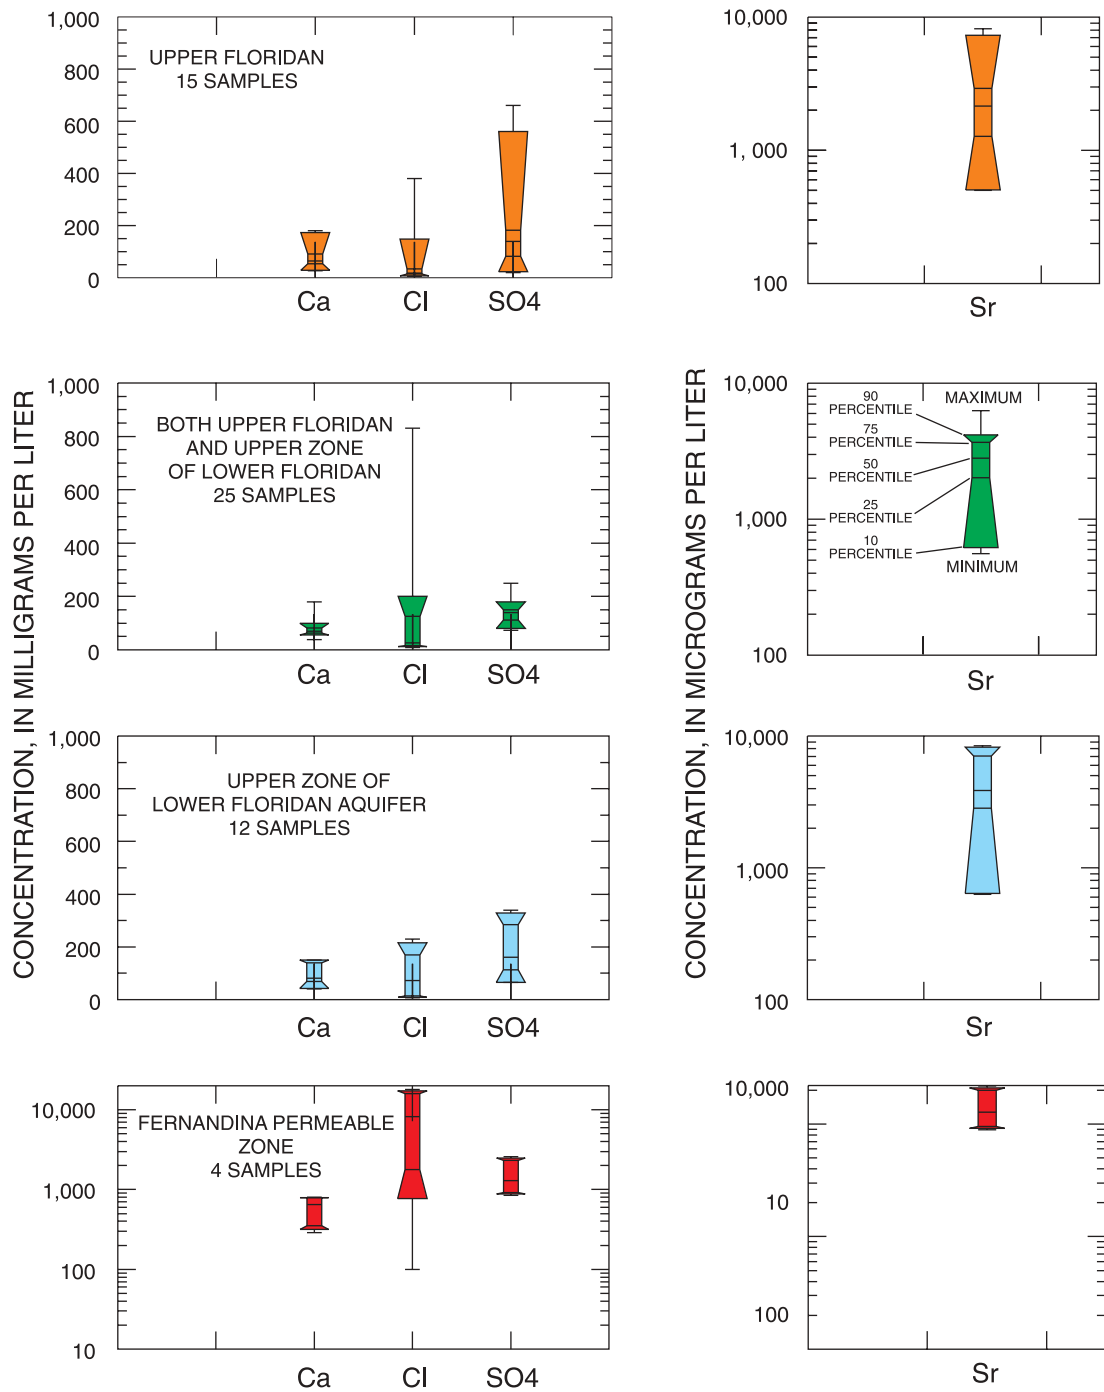 CONCENTRATION, IN MILLIGRAMS PER LITER
1,000
800
600
400
200
0
UPPER FLORIDAN
15 SAMPLES
Ca
Cl
SO4
1,000
800
600
400
200
0
BOTH UPPER FLORIDAN
AND UPPER ZONE
OF LOWER FLORIDAN
25 SAMPLES
Ca
Cl
SO4
1,000
800
600
400
200
0
UPPER ZONE OF
LOWER FLORIDAN AQUIFER
12 SAMPLES
Ca
Cl
SO4
10,000
1,000
100
10
FERNANDINA PERMEABLE
ZONE
4 SAMPLES
Ca
Cl
SO4
CONCENTRATION, IN MICROGRAMS PER LITER
10,000
1, 000
100
Sr
10,000
1,000
100
90
PERCENTILE
75
PERCENTILE
50
PERCENTILE
25
PERCENTILE
10
PERCENTILE
MAXIMUM
MINIMUM
Sr
10,000
1,000
100
Sr
10,000
10
100
Sr